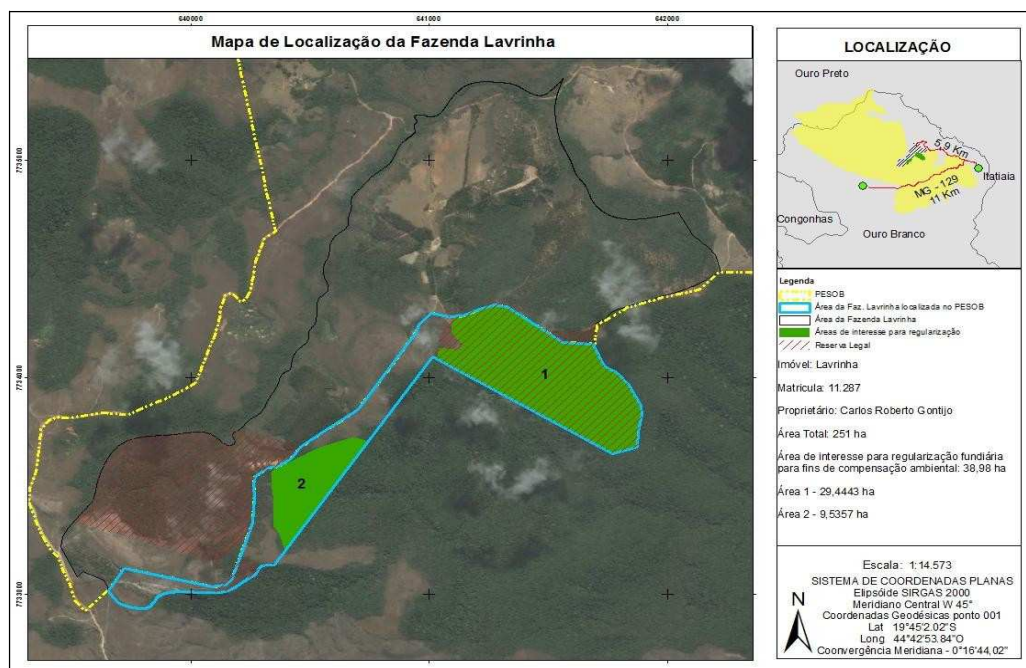 640000 641000 642000
Mapa de Localização da Fazenda Lavrinha
7735000
7734000
7733000
1
2
LOCALIZAÇÃO
Ouro Preto
5,9 Km
Itatiaia
MG - 129
11 Km
Congonhas
Ouro Branco
Legenda
PESOB
Área da Faz. Lavrinha localizada no PESOB
Área da Fazenda Lavrinha
Áreas de interesse para regularização
Reserva Legal
Imóvel: Lavrinha
Matricula: 11.287
Proprietário: Carlos Roberto Gontijo
Área Total: 251 ha
Área de interesse para regularização fundiária
para fins de compensação ambiental: 38,98 ha
Área 1 - 29,4443 ha
Área 2 - 9,5357 ha
Escala: 1:14.573
SISTEMA DE COORDENADAS PLANAS
Elipsóide SIRGAS 2000
Meridiano Central W 45°
Coordenadas Geodésicas ponto 001
Lat 19°45'2.02"S
Long 44°42'53.84"O
Coonvergência Meridiana - 0°16'44,02"
N